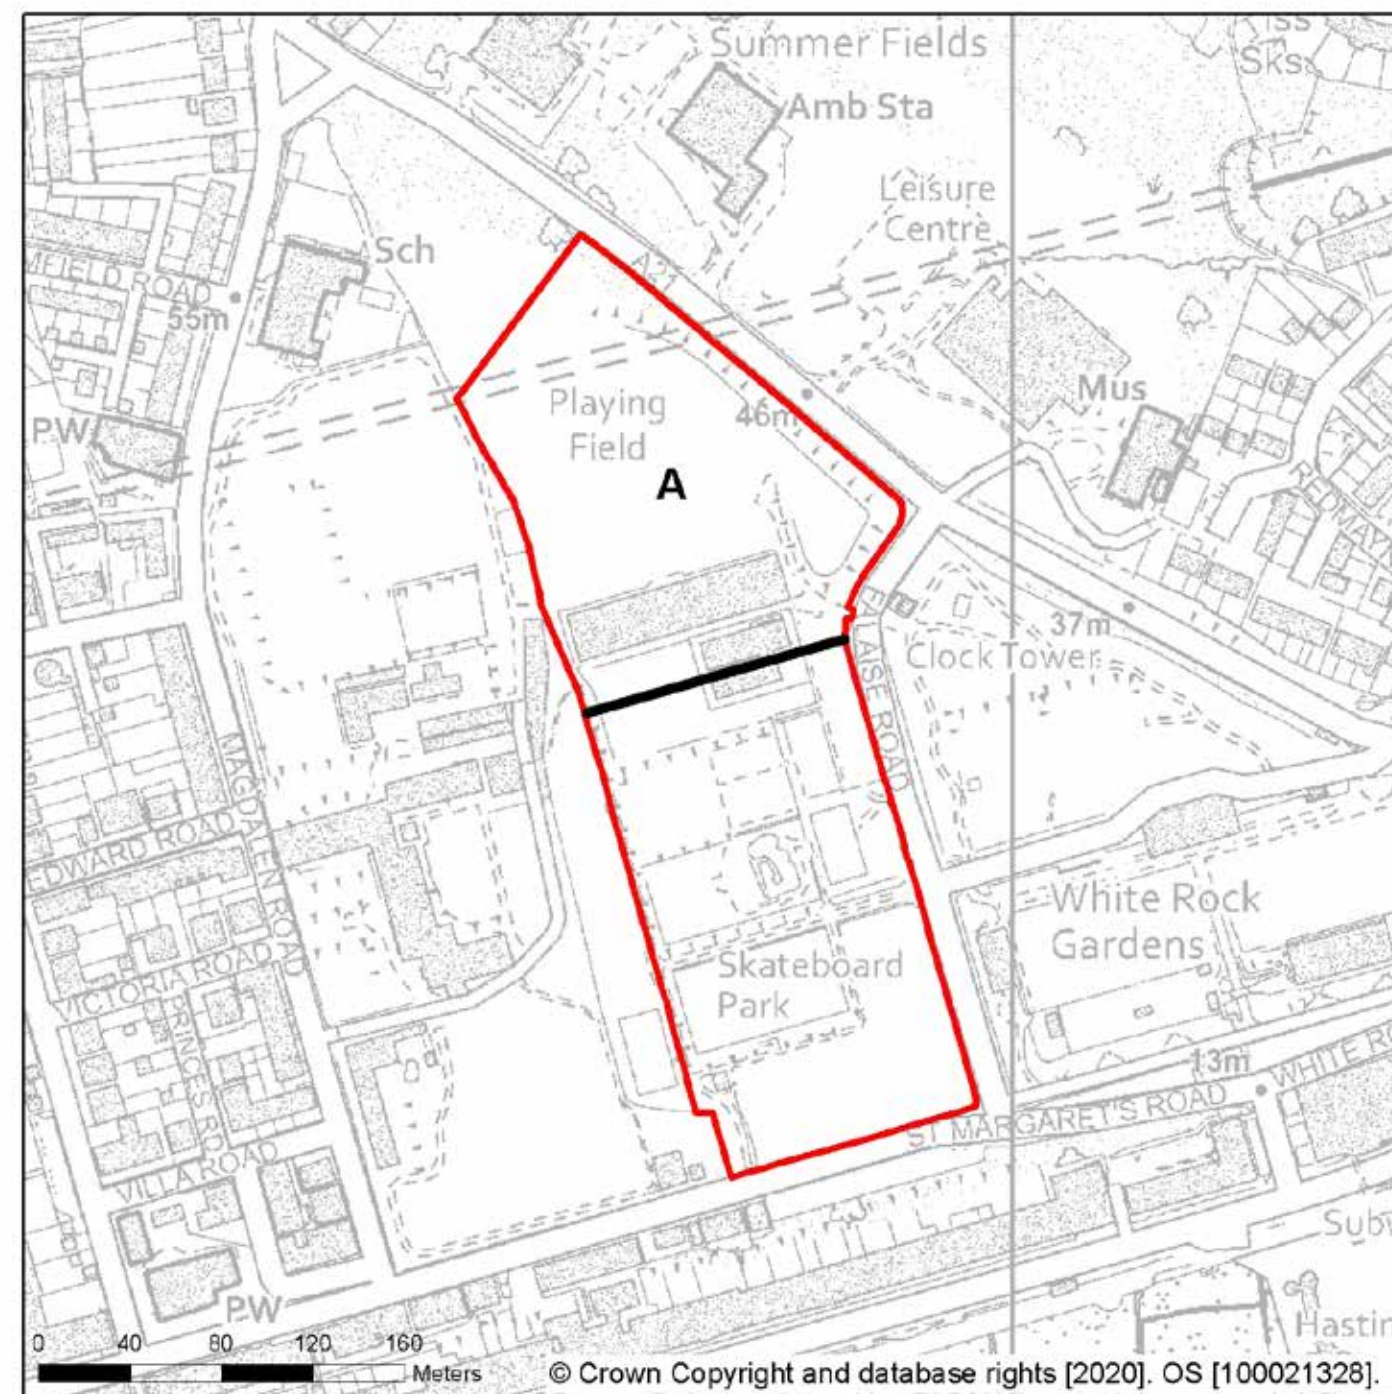 Summer Fields
Sks
Amb Sta
Leisure
Centre
Sch
A21
ROAD
55m
Playing
Field
46m
Mus
PW
A
37m
Clock Tower
MAGDALEN ROAD
EDWARD ROAD
White Rock
Gardens
VICTORIA ROAD
PRINCES RD
Skateboard
Park
13m
ST MARGARET'S ROAD
VILLA ROAD
PW
0 40 80 120 160
Meters
© Crown Copyright and database rights [2020]. OS [100021328].